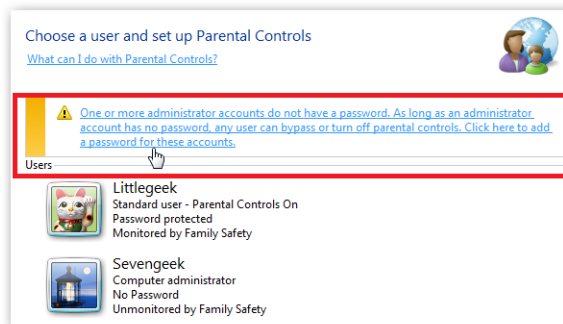 Choose a user and set up Parental Controls
What can I do with Parental Controls?
One or more administrator accounts do not have a password. As long as an administrator
account has no password, any user can bypass or turn off parental controls. Click here to add
a password for these accounts.
Users
Littlegeek
Standard user - Parental Controls On
Password protected
Monitored by Family Safety
Sevengeek
Computer administrator
No Password
Unmonitored by Family Safety